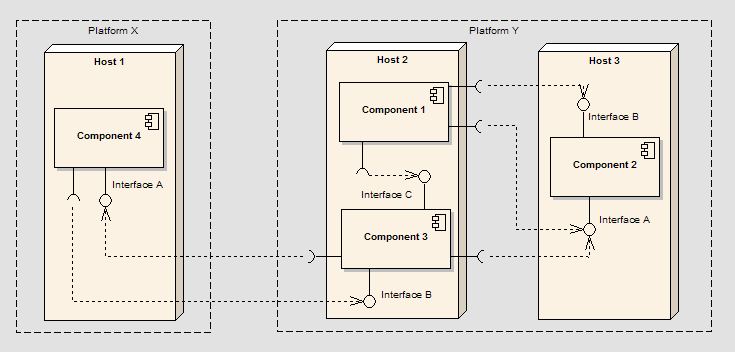 Platform X
Platform Y
Host 1
Host 2
Host 3
Component 4
Interface A
Component 1
Interface C
Component 3
Interface B
Interface B
Component 2
Interface A